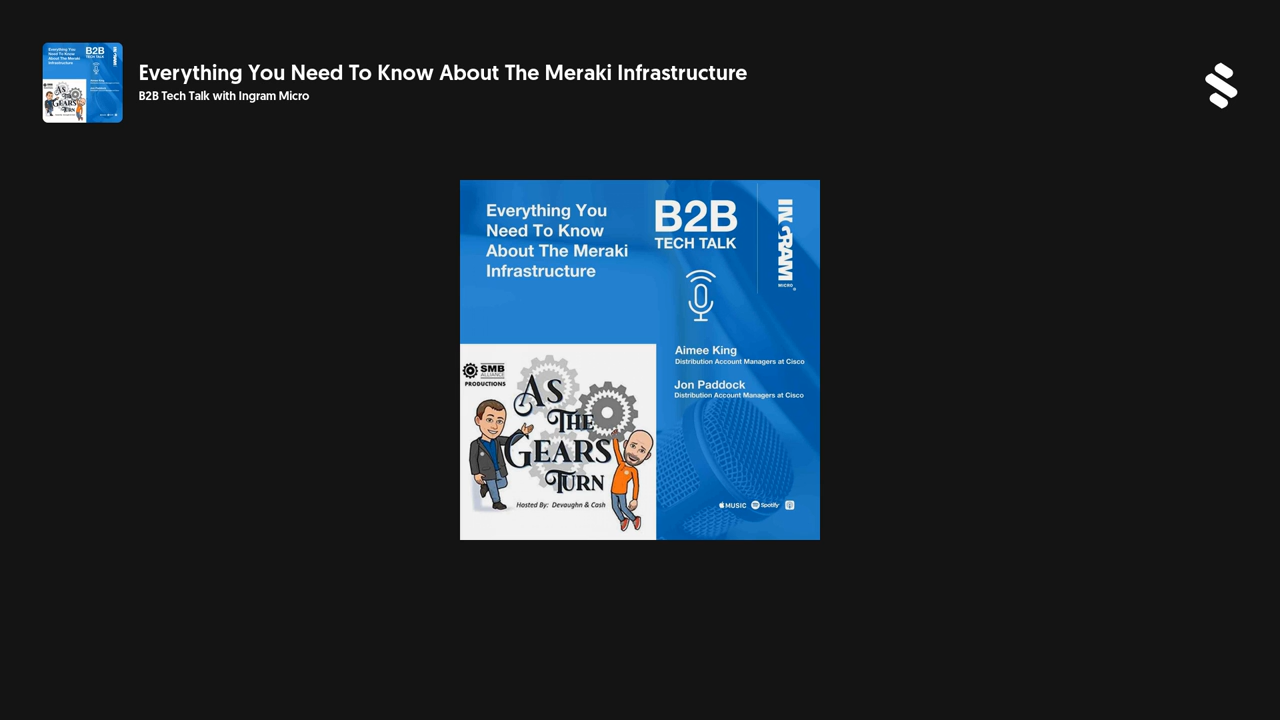 Everything You Need To Know About The Meraki Infrastructure
B2B Tech Talk with Ingram Micro
Everything You
Need To Know
About The Meraki
Infrastructure
B2B
TECH TALK
INGRAM
MICRO
Aimee King
Distribution Account Managers at Cisco
Jon Paddock
Distribution Account Managers at Cisco
SMB
ALLIANCE
PRODUCTIONS
AS
THE
GEARS
TURN
Hosted By: Devaughn & Cash
MUSIC
Spotify